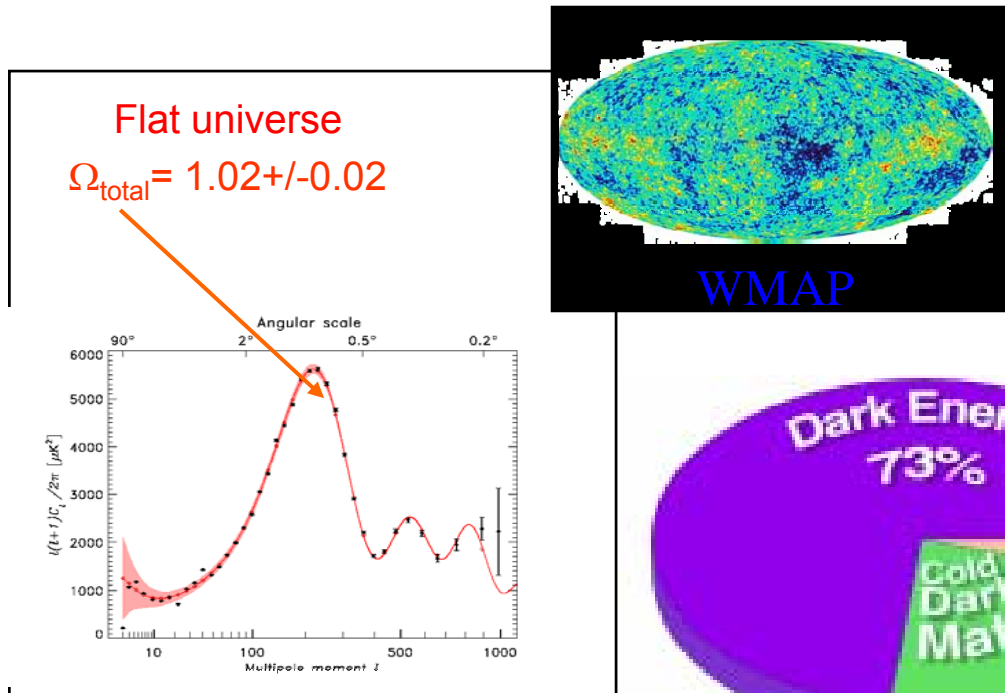 Flat universe
Ωtotal= 1.02+/-0.02
WMAP
Angular scale
90° 2° 0.5° 0.2°
6000
5000
4000
3000
2000
1000
0
l(l+1)Cl/2π [μK²]
10 100 500 1000
Multipole moment l
Dark Ener
73%
Cold
Dar
Mat